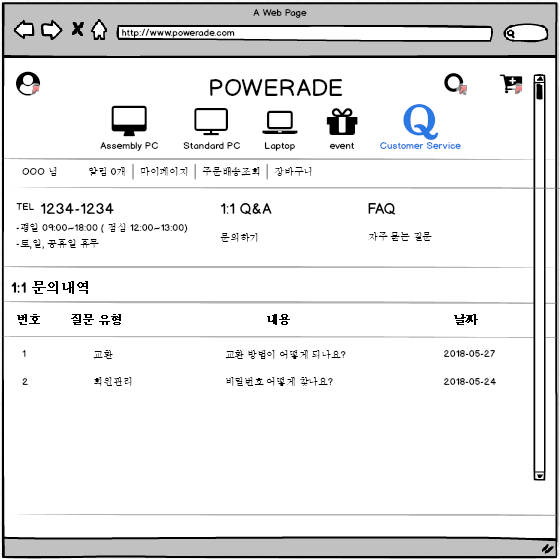 A Web Page
http://www.powerade.com
POWERADE
Assembly PC Standard PC Laptop event Customer Service
OOO 님 알림 0개 마이페이지 주문배송조회 장바구니
TEL 1234-1234 1:1 Q&A FAQ
-평일 09:00~18:00 ( 점심 12:00~13:00) 문의하기 자주 묻는 질문
-토,일, 공휴일 휴무
1:1 문의내역
번호 질문 유형 내용 날짜
1 교환 교환 방법이 어떻게 되나요? 2018-05-27
2 회원관리 비밀번호 어떻게 찾나요? 2018-05-24